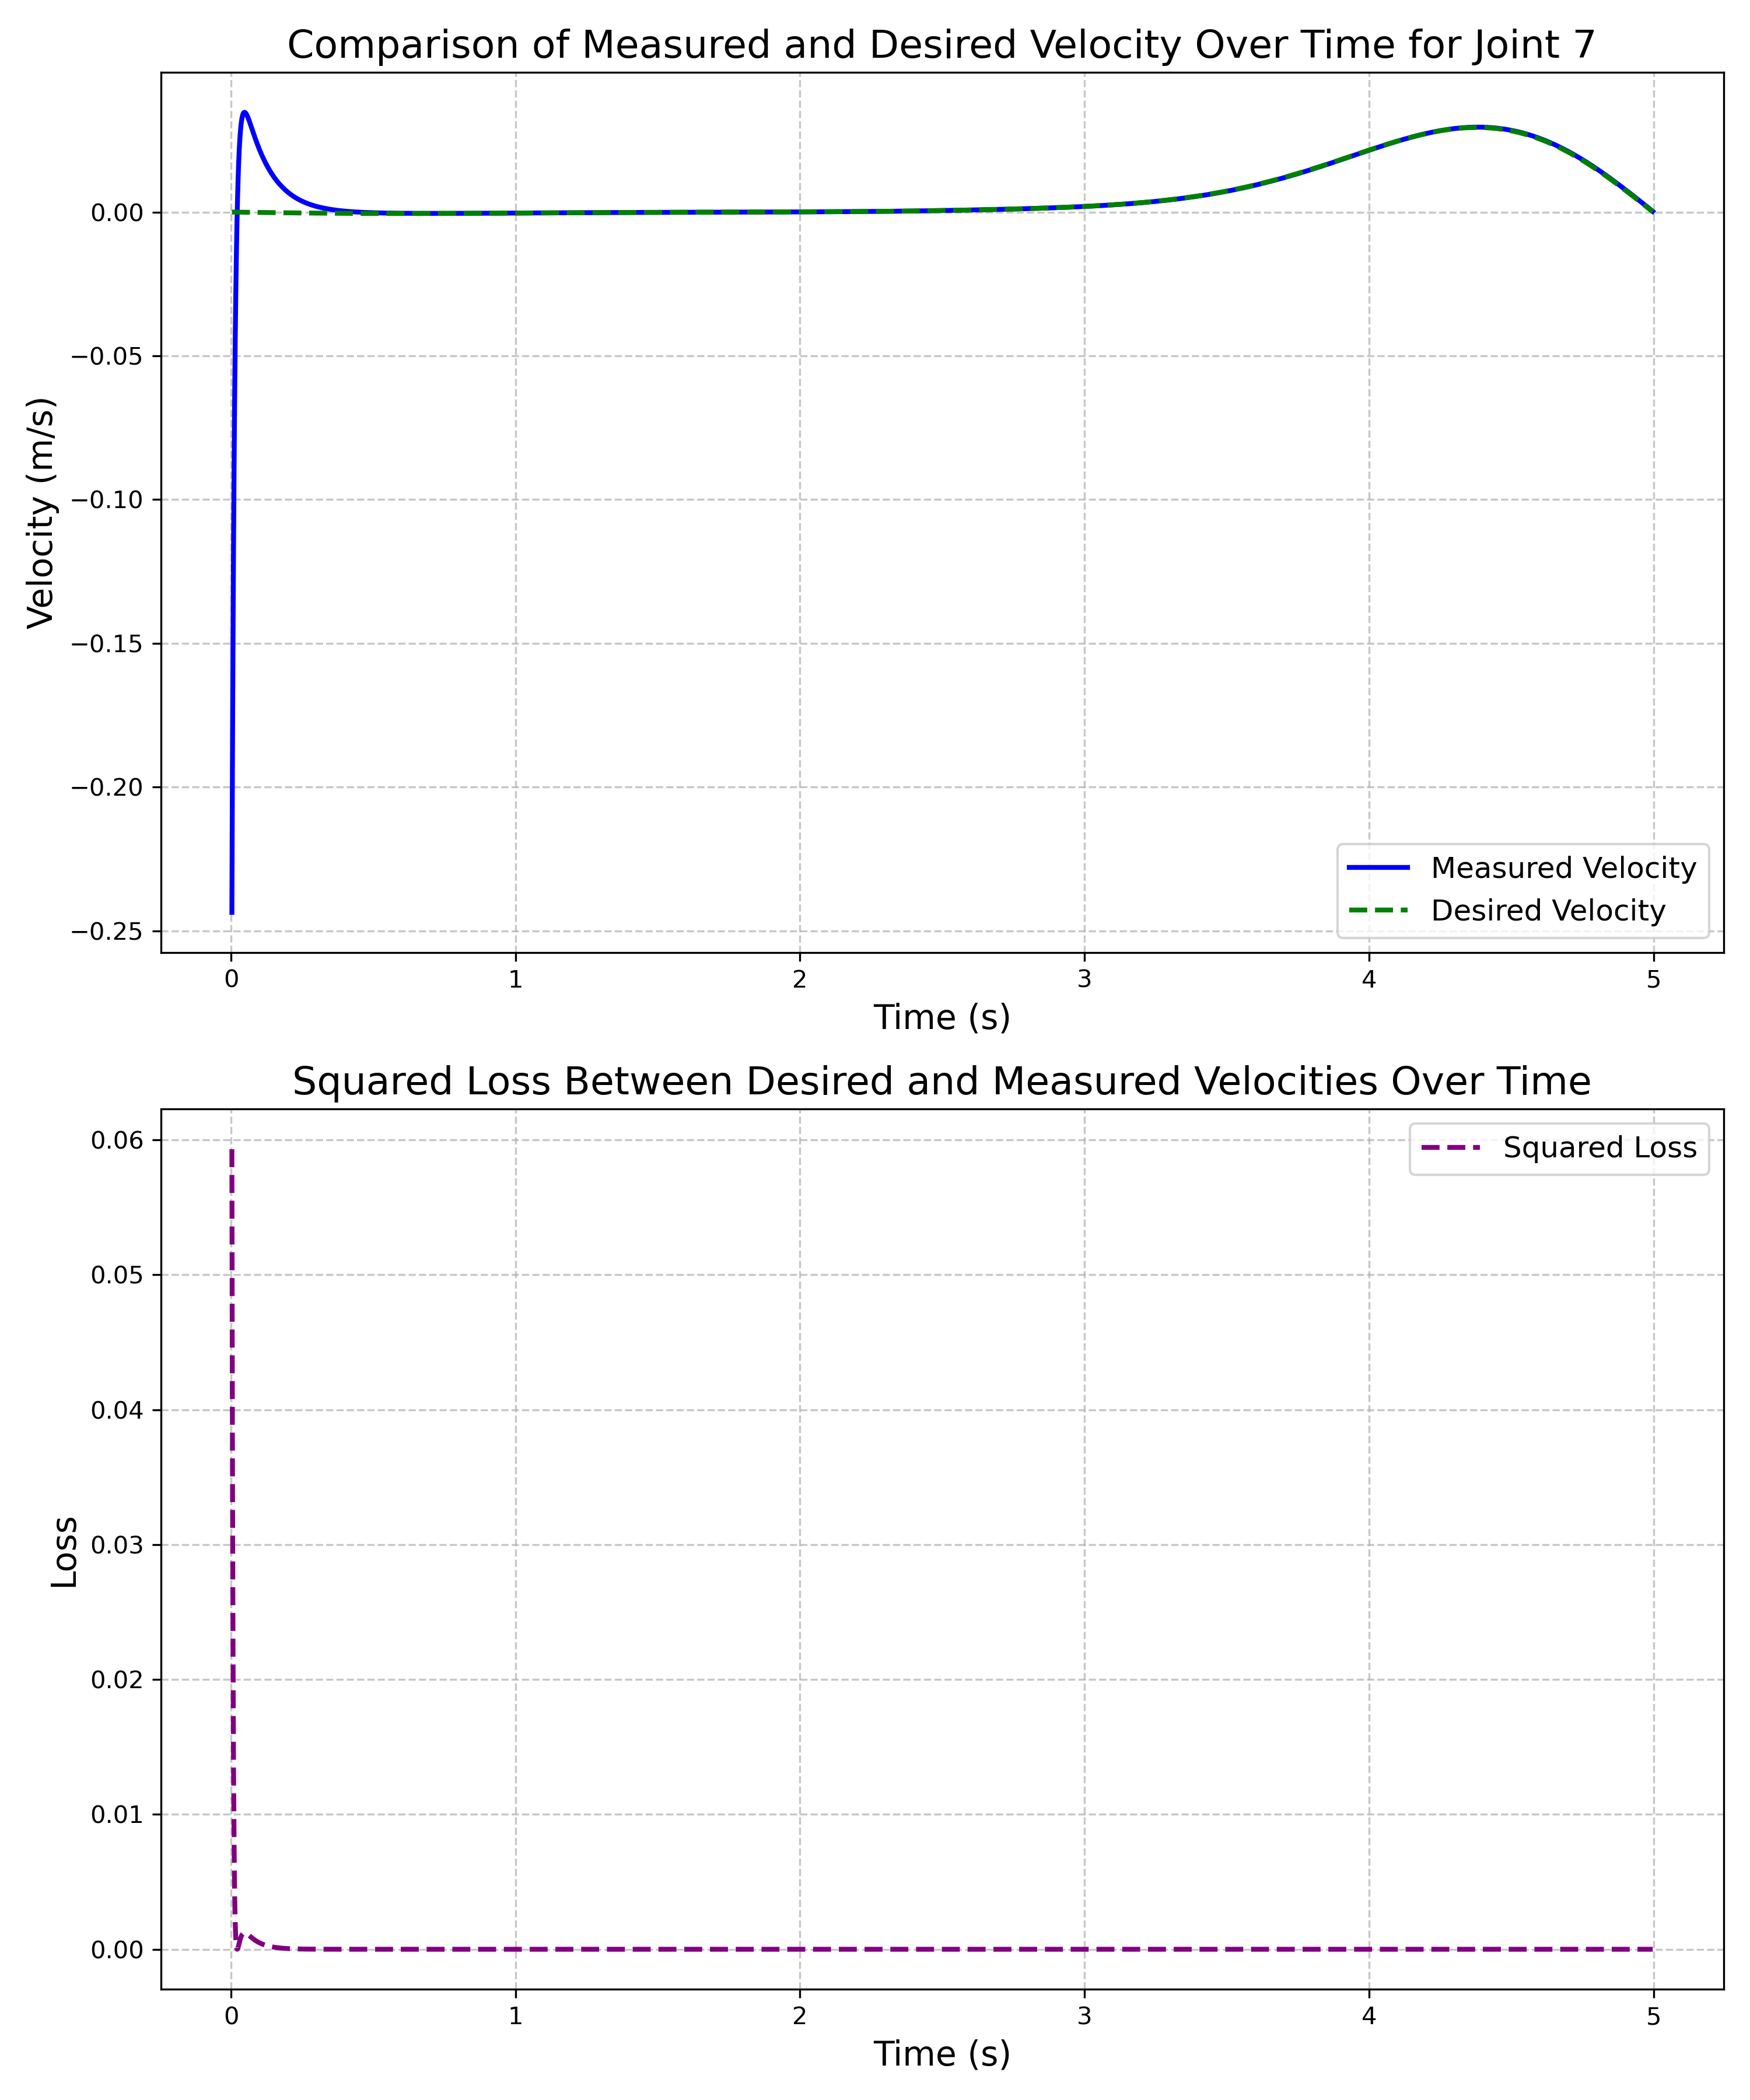 Comparison of Measured and Desired Velocity Over Time for Joint 7
Velocity (m/s)
0.00
−0.05
−0.10
−0.15
−0.20
−0.25
Measured Velocity
Desired Velocity
0 1 2 3 4 5
Time (s)
Squared Loss Between Desired and Measured Velocities Over Time
Loss
0.06
0.05
0.04
0.03
0.02
0.01
0.00
Squared Loss
0 1 2 3 4 5
Time (s)